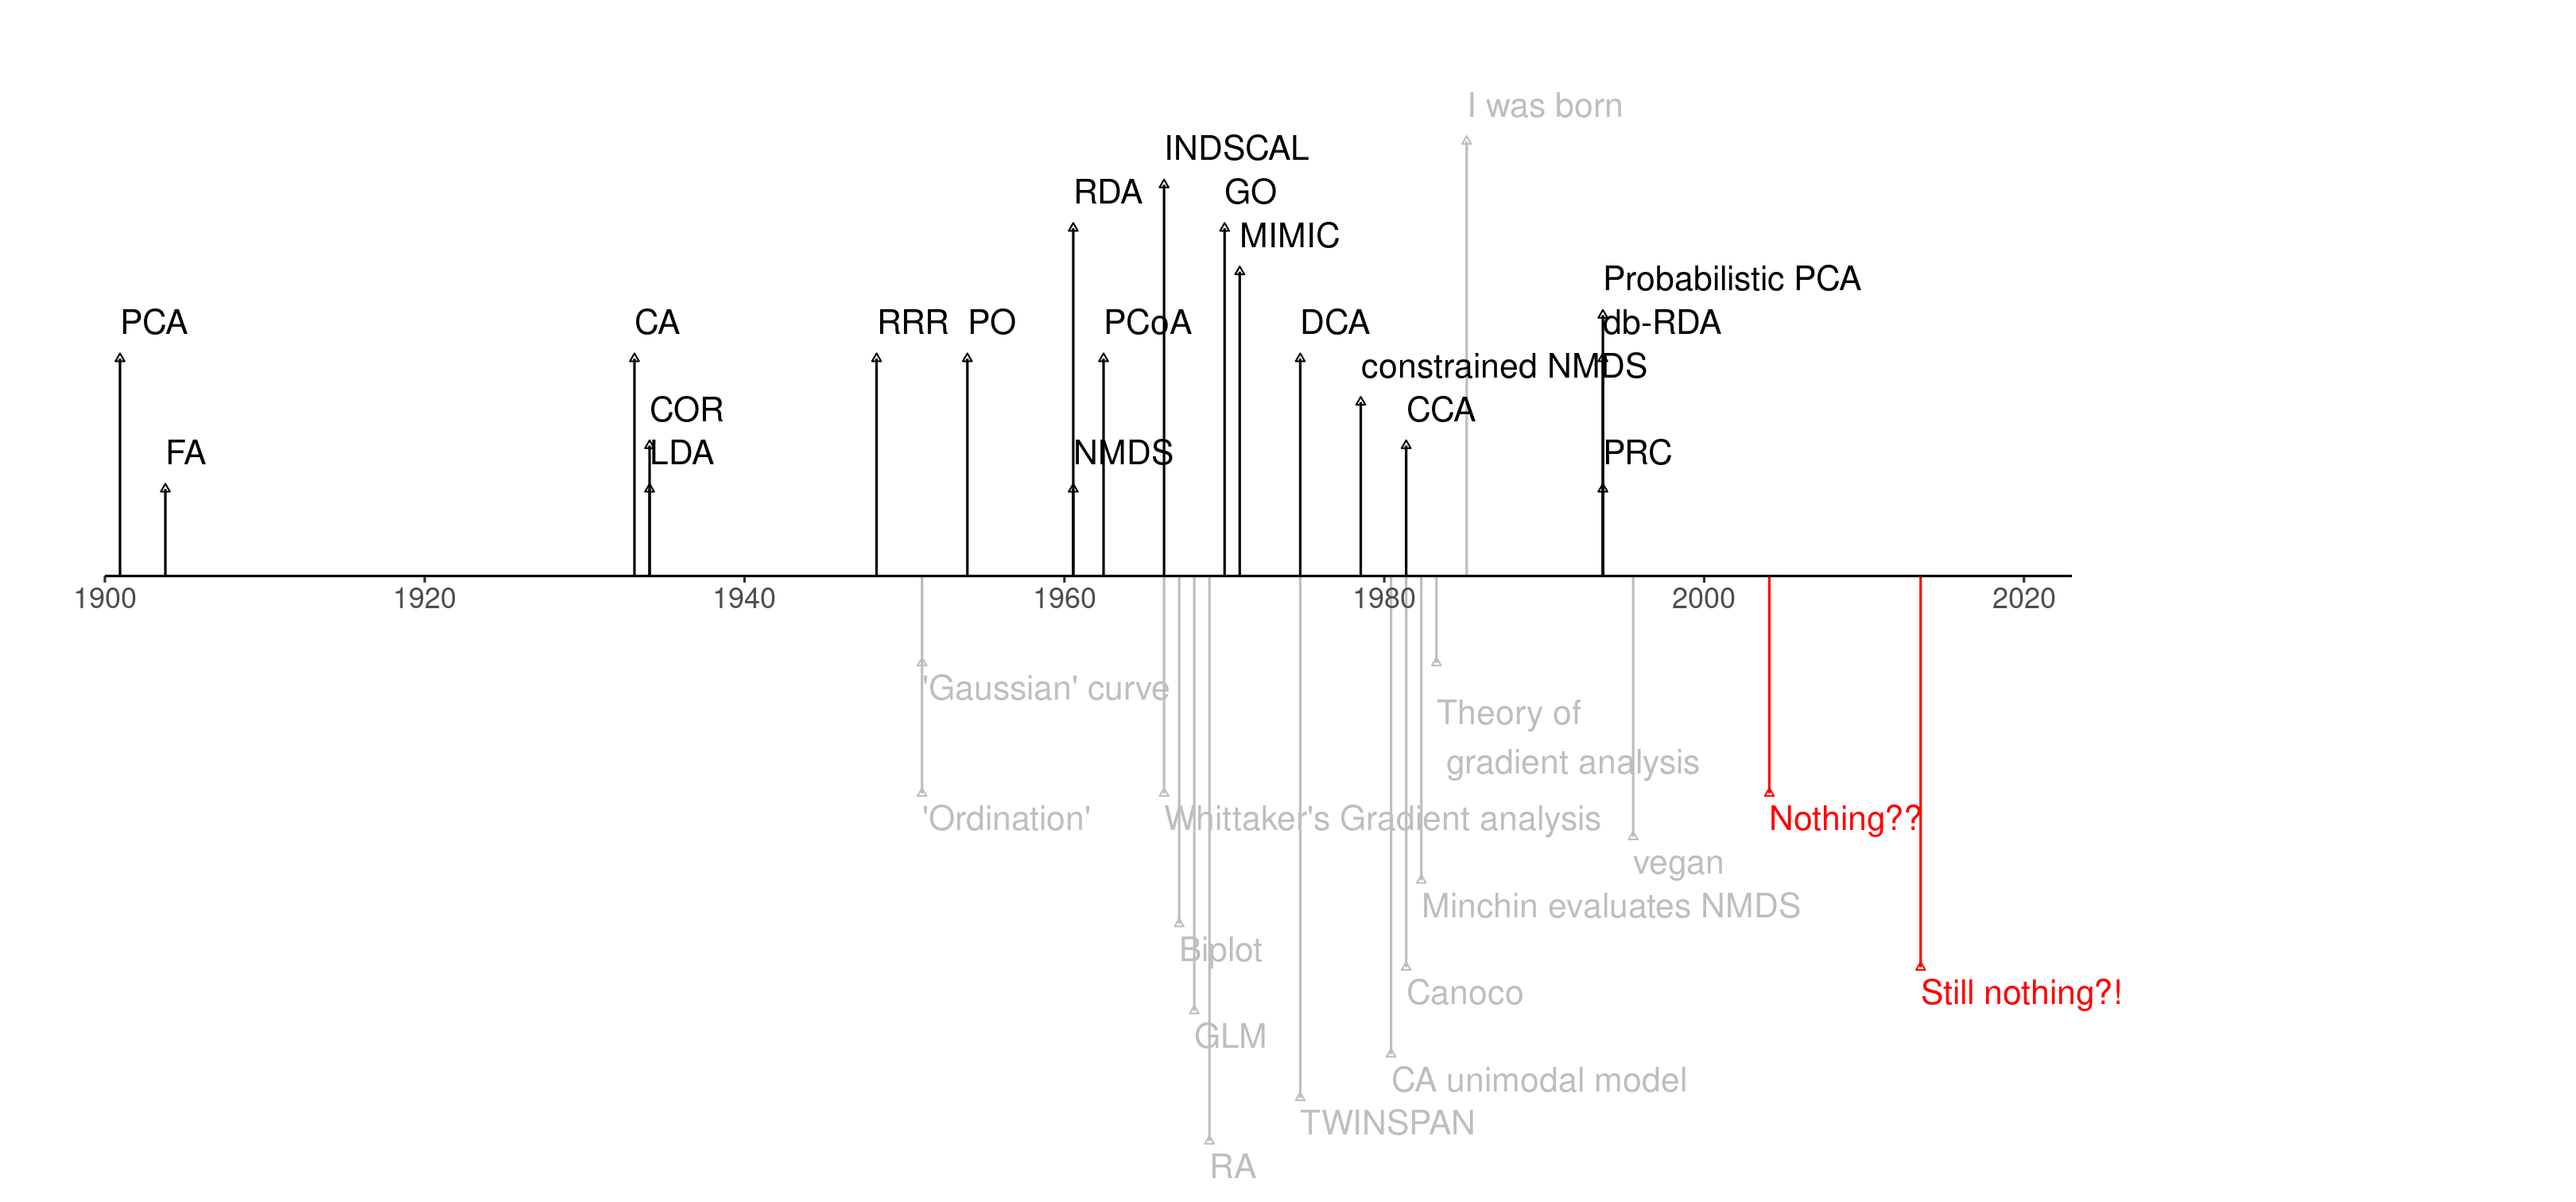 I was born
INDSCAL
RDA
GO
MIMIC
Probabilistic PCA
PCA
CA
RRR
PO
PCoA
DCA
db-RDA
constrained NMDS
COR
CCA
FA
LDA
NMDS
PRC
1900
1920
1940
1960
1980
2000
2020
'Gaussian' curve
Theory of
gradient analysis
'Ordination'
Whittaker's Gradient analysis
Nothing??
vegan
Minchin evaluates NMDS
Biplot
Canoco
Still nothing?!
GLM
CA unimodal model
TWINSPAN
RA